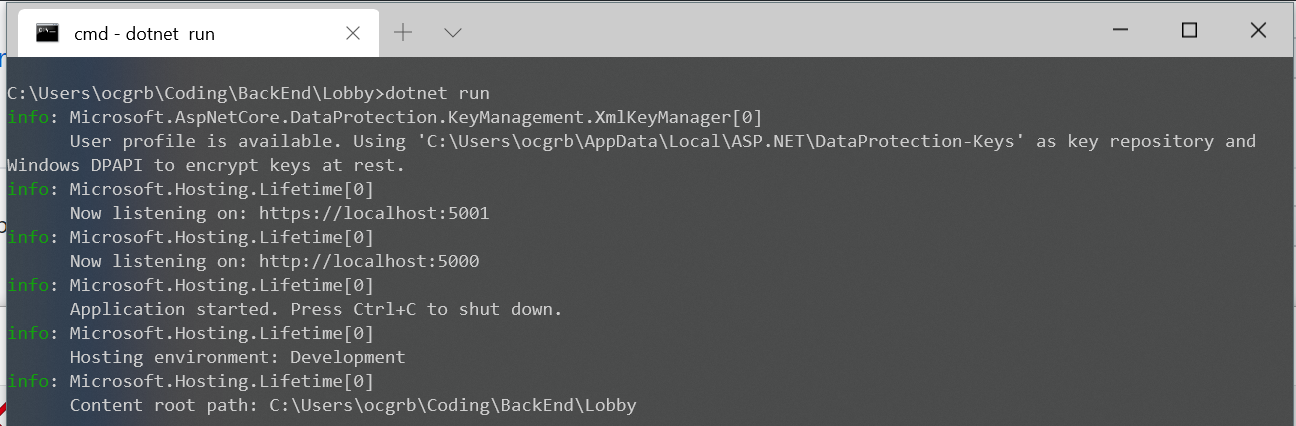 cmd - dotnet  run
C:\Users\ocgrb\Coding\BackEnd\Lobby>dotnet run
info: Microsoft.AspNetCore.DataProtection.KeyManagement.XmlKeyManager[0]
      User profile is available. Using 'C:\Users\ocgrb\AppData\Local\ASP.NET\DataProtection-Keys' as key repository and
Windows DPAPI to encrypt keys at rest.
info: Microsoft.Hosting.Lifetime[0]
      Now listening on: https://localhost:5001
info: Microsoft.Hosting.Lifetime[0]
      Now listening on: http://localhost:5000
info: Microsoft.Hosting.Lifetime[0]
      Application started. Press Ctrl+C to shut down.
info: Microsoft.Hosting.Lifetime[0]
      Hosting environment: Development
info: Microsoft.Hosting.Lifetime[0]
      Content root path: C:\Users\ocgrb\Coding\BackEnd\Lobby